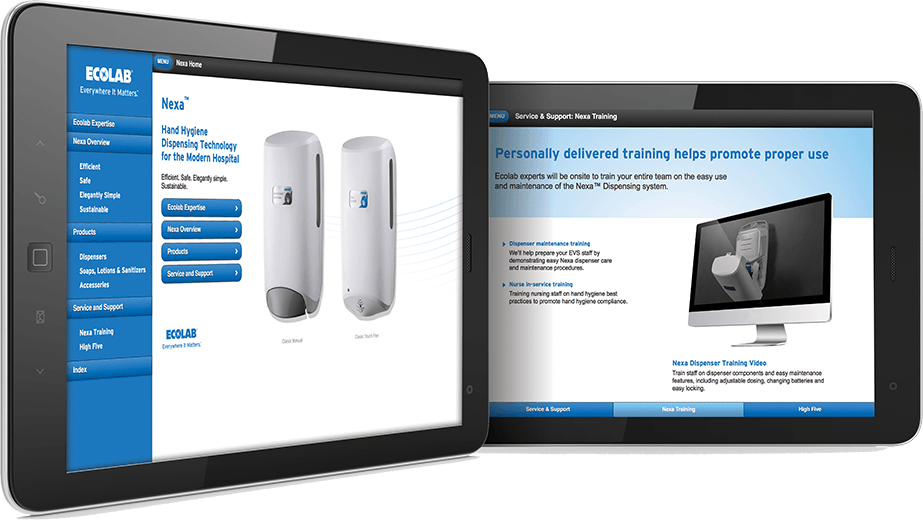 MENU Nexa Home
ECOLAB®
Everywhere It Matters.™
Ecolab Expertise
Nexa Overview
Efficient
Safe
Elegantly Simple
Sustainable
Products
Dispensers
Soaps, Lotions & Sanitizers
Accessories
Service and Support
Nexa Training
High Five
Index
Nexa™
Hand Hygiene
Dispensing Technology
for the Modern Hospital
Efficient. Safe. Elegantly simple.
Sustainable.
Ecolab Expertise
Nexa Overview
Products
Service and Support
ECOLAB®
Everywhere It Matters.™
Classic Manual
Classic Touch Free
MENU Service & Support: Nexa Training
Personally delivered training helps promote proper use
Ecolab experts will be onsite to train your entire team on the easy use
and maintenance of the Nexa™ Dispensing system.
Dispenser maintenance training
We'll help prepare your EVS staff by
demonstrating easy Nexa dispenser care
and maintenance procedures.
Nurse in-service training
Training nursing staff on hand hygiene best
practices to promote hand hygiene compliance.
Nexa Dispenser Training Video
Train staff on dispenser components and easy maintenance
features, including adjustable dosing, changing batteries and
easy locking.
Service & Support
Nexa Training
High Five